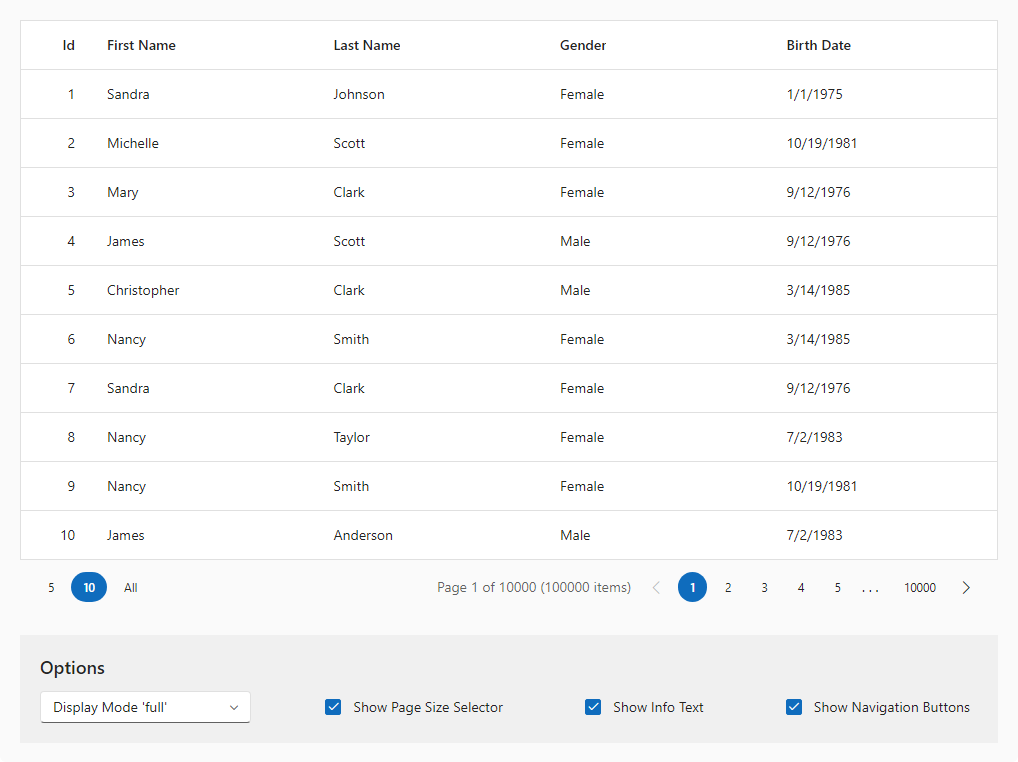 Id First Name Last Name Gender Birth Date
1 Sandra Johnson Female 1/1/1975
2 Michelle Scott Female 10/19/1981
3 Mary Clark Female 9/12/1976
4 James Scott Male 9/12/1976
5 Christopher Clark Male 3/14/1985
6 Nancy Smith Female 3/14/1985
7 Sandra Clark Female 9/12/1976
8 Nancy Taylor Female 7/2/1983
9 Nancy Smith Female 10/19/1981
10 James Anderson Male 7/2/1983
5 10 All Page 1 of 10000 (100000 items) 1 2 3 4 5 . . . 10000
Options
Display Mode 'full' Show Page Size Selector Show Info Text Show Navigation Buttons